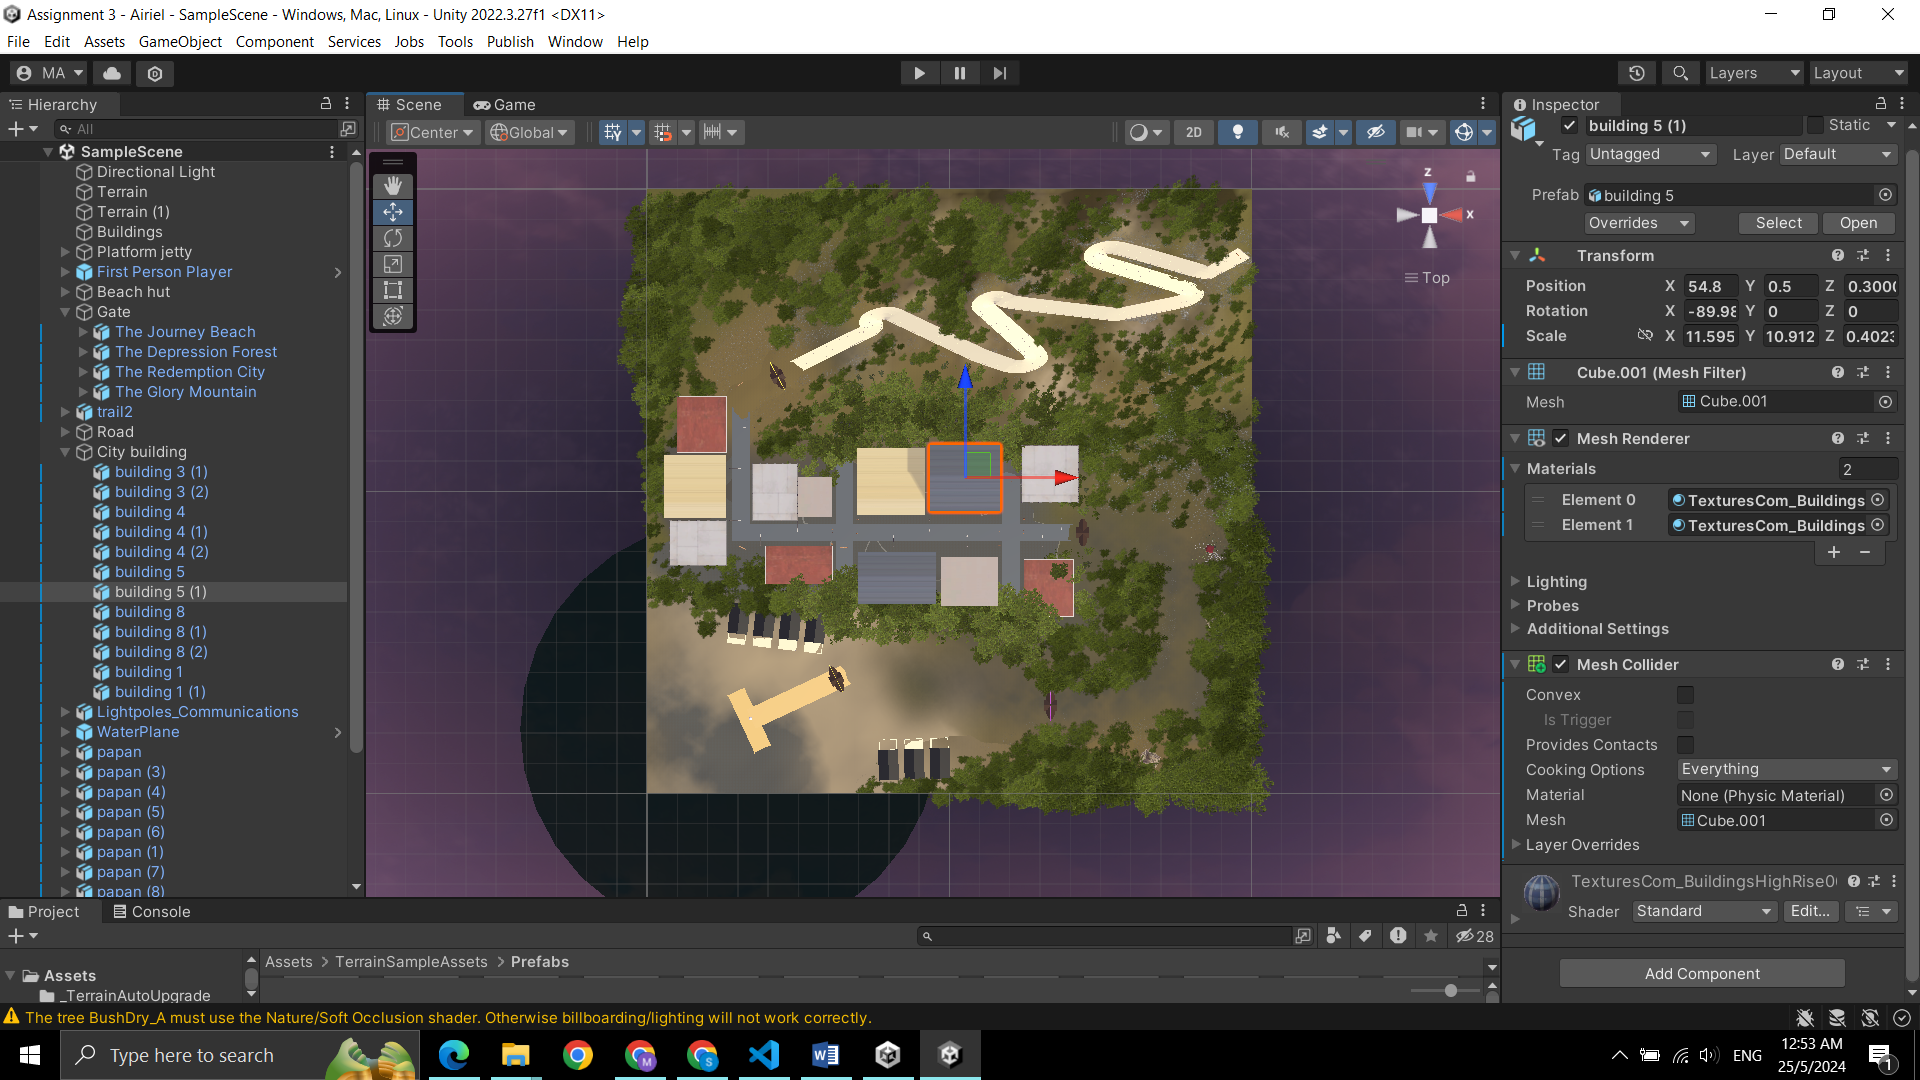 Assignment 3 - Airiel - SampleScene - Windows, Mac, Linux - Unity 2022.3.27f1 <DX11>
File Edit Assets GameObject Component Services Jobs Tools Publish Window Help
MA
Layers
Layout
Hierarchy
All
SampleScene
Directional Light
Terrain
Terrain (1)
Buildings
Platform jetty
First Person Player
Beach hut
Gate
The Journey Beach
The Depression Forest
The Redemption City
The Glory Mountain
trail2
Road
City building
building 3 (1)
building 3 (2)
building 4
building 4 (1)
building 4 (2)
building 5
building 5 (1)
building 8
building 8 (1)
building 8 (2)
building 1
building 1 (1)
Lightpoles_Communications
WaterPlane
papan
papan (3)
papan (4)
papan (5)
papan (6)
papan (1)
papan (7)
papan (8)
Scene
Game
Center
Global
2D
z
x
Top
Inspector
building 5 (1)
Static
Tag Untagged Layer Default
Prefab building 5
Overrides Select Open
Transform
Position X 54.8 Y 0.5 Z
Rotation X -89.98 Y 0 Z 0
Scale X 11.595 Y 10.912 Z 0.402
Cube.001 (Mesh Filter)
Mesh Cube.001
Mesh Renderer
Materials 2
Element 0 TexturesCom_Buildings
Element 1 TexturesCom_Buildings
Lighting
Probes
Additional Settings
Mesh Collider
Convex
Is Trigger
Provides Contacts
Cooking Options Everything
Material None (Physic Material)
Mesh Cube.001
Layer Overrides
TexturesCom_BuildingsHighRise0
Shader Standard Edit...
Add Component
Project
Console
28
Assets
_TerrainAutoUpgrade
Assets > TerrainSampleAssets > Prefabs
The tree BushDry_A must use the Nature/Soft Occlusion shader. Otherwise billboarding/lighting will not work correctly.
Type here to search
ENG
12:53 AM
25/5/2024
1